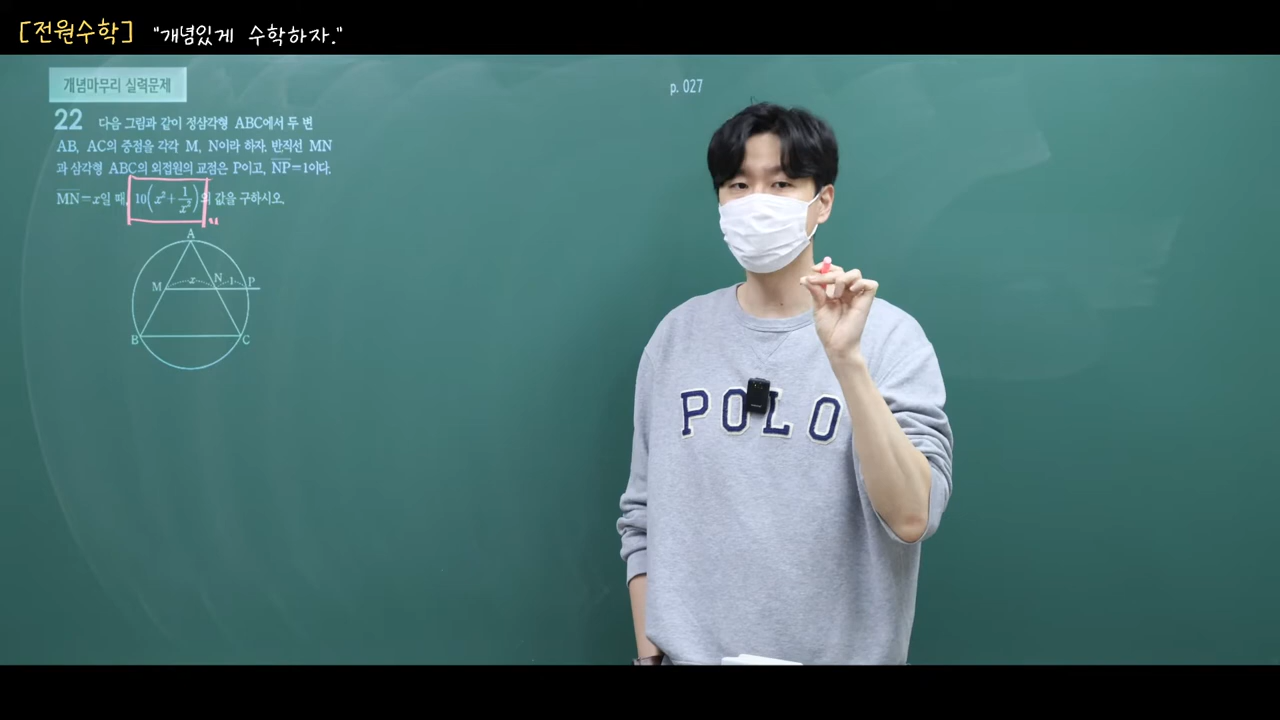 [전원수학] "개념있게 수학하자."
개념마무리 실력문제
p. 027
22 다음 그림과 같이 정삼각형 ABC에서 두 변
AB, AC의 중점을 각각 M, N이라 하자. 반직선 MN
과 삼각형 ABC의 외접원의 교점은 P이고, NP=1이다.
MN=x일 때, 10(x²+1/x²)의 값을 구하시오.
A
M x N 1 P
B C
POLO